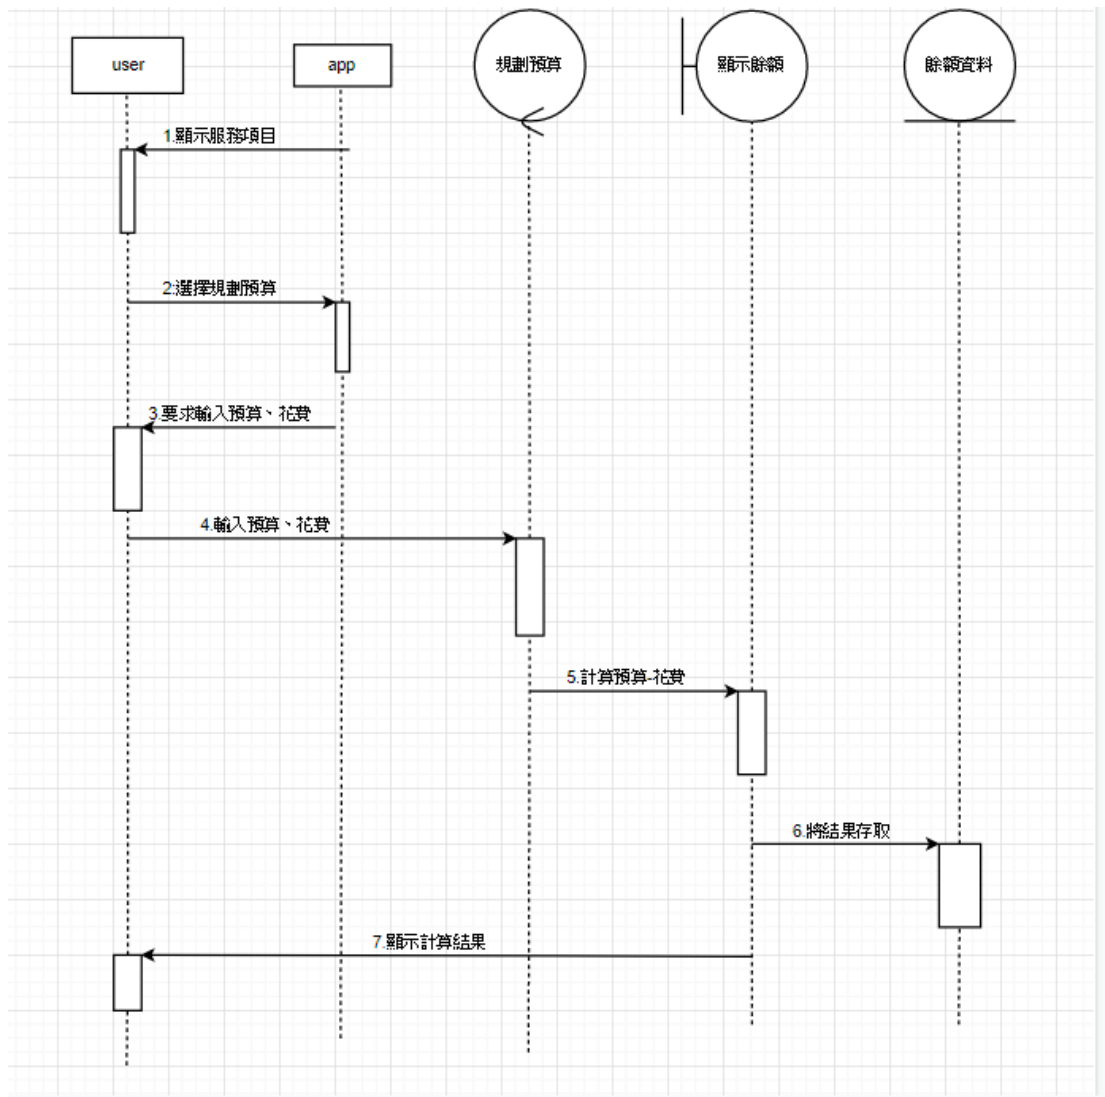 user
app
規劃預算
顯示餘額
餘額資料
1.顯示服務項目
2:選擇規劃預算
3.要求輸入預算、花費
4.輸入預算、花費
5.計算預算-花費
6.將結果存取
7.顯示計算結果